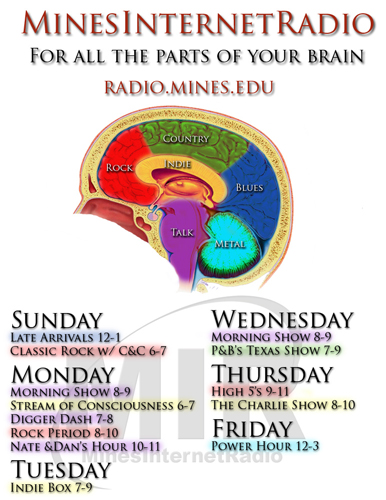 MinesInternetRadio
For all the parts of your brain
radio.mines.edu
Country
Rock
Indie
Blues
Talk
Metal
Sunday
Late Arrivals 12-1
Classic Rock w/ C&C 6-7
Monday
Morning Show 8-9
Stream of Consciousness 6-7
Digger Dash 7-8
Rock Period 8-10
Nate &Dan's Hour 10-11
Tuesday
Indie Box 7-9
Wednesday
Morning Show 8-9
P&B's Texas Show 7-9
Thursday
High 5's 9-11
The Charlie Show 8-10
Friday
Power Hour 12-3
MIR
MinesInternetRadio